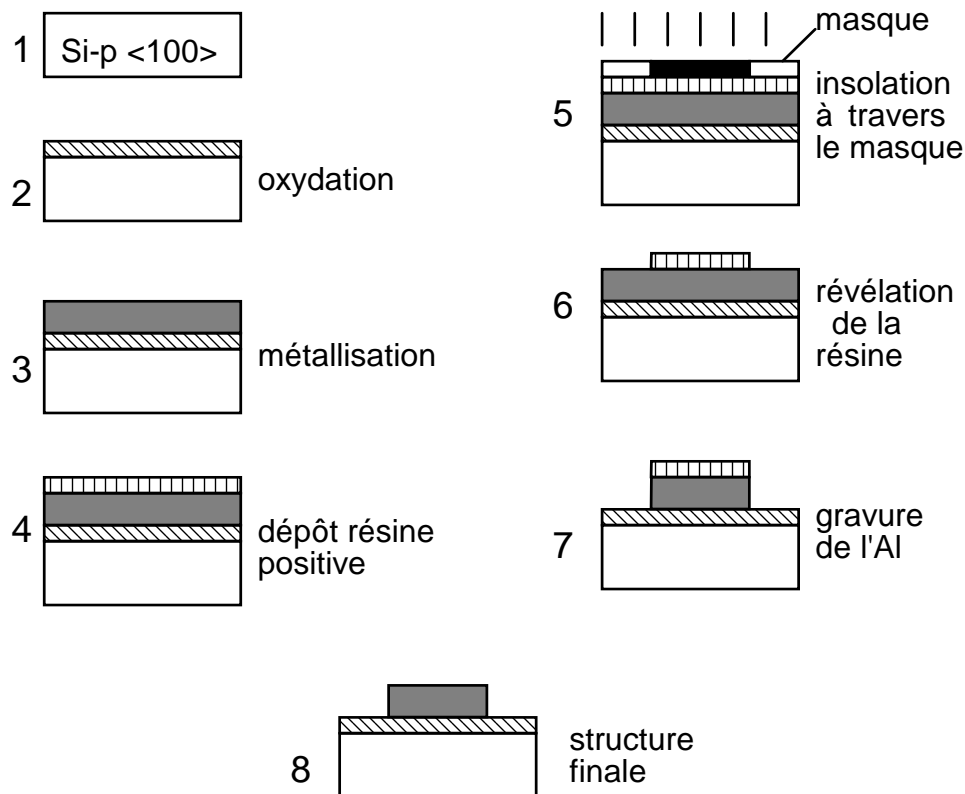 1
Si-p <100>
2
oxydation
3
métallisation
4
dépôt résine
positive
masque
5
insolation
à travers
le masque
6
révélation
de la
résine
7
gravure
de l'Al
8
structure
finale